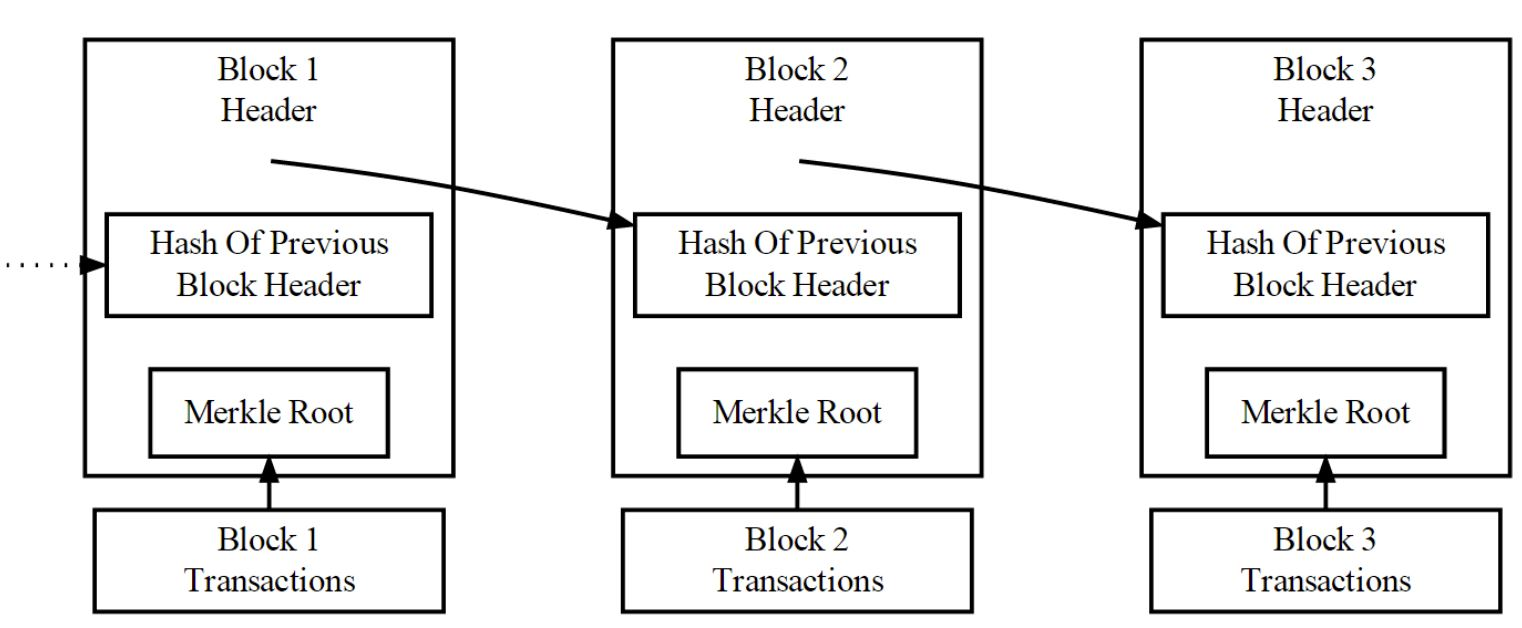 Block 1
Header
Hash Of Previous
Block Header
Merkle Root
Block 1
Transactions
Block 2
Header
Hash Of Previous
Block Header
Merkle Root
Block 2
Transactions
Block 3
Header
Hash Of Previous
Block Header
Merkle Root
Block 3
Transactions